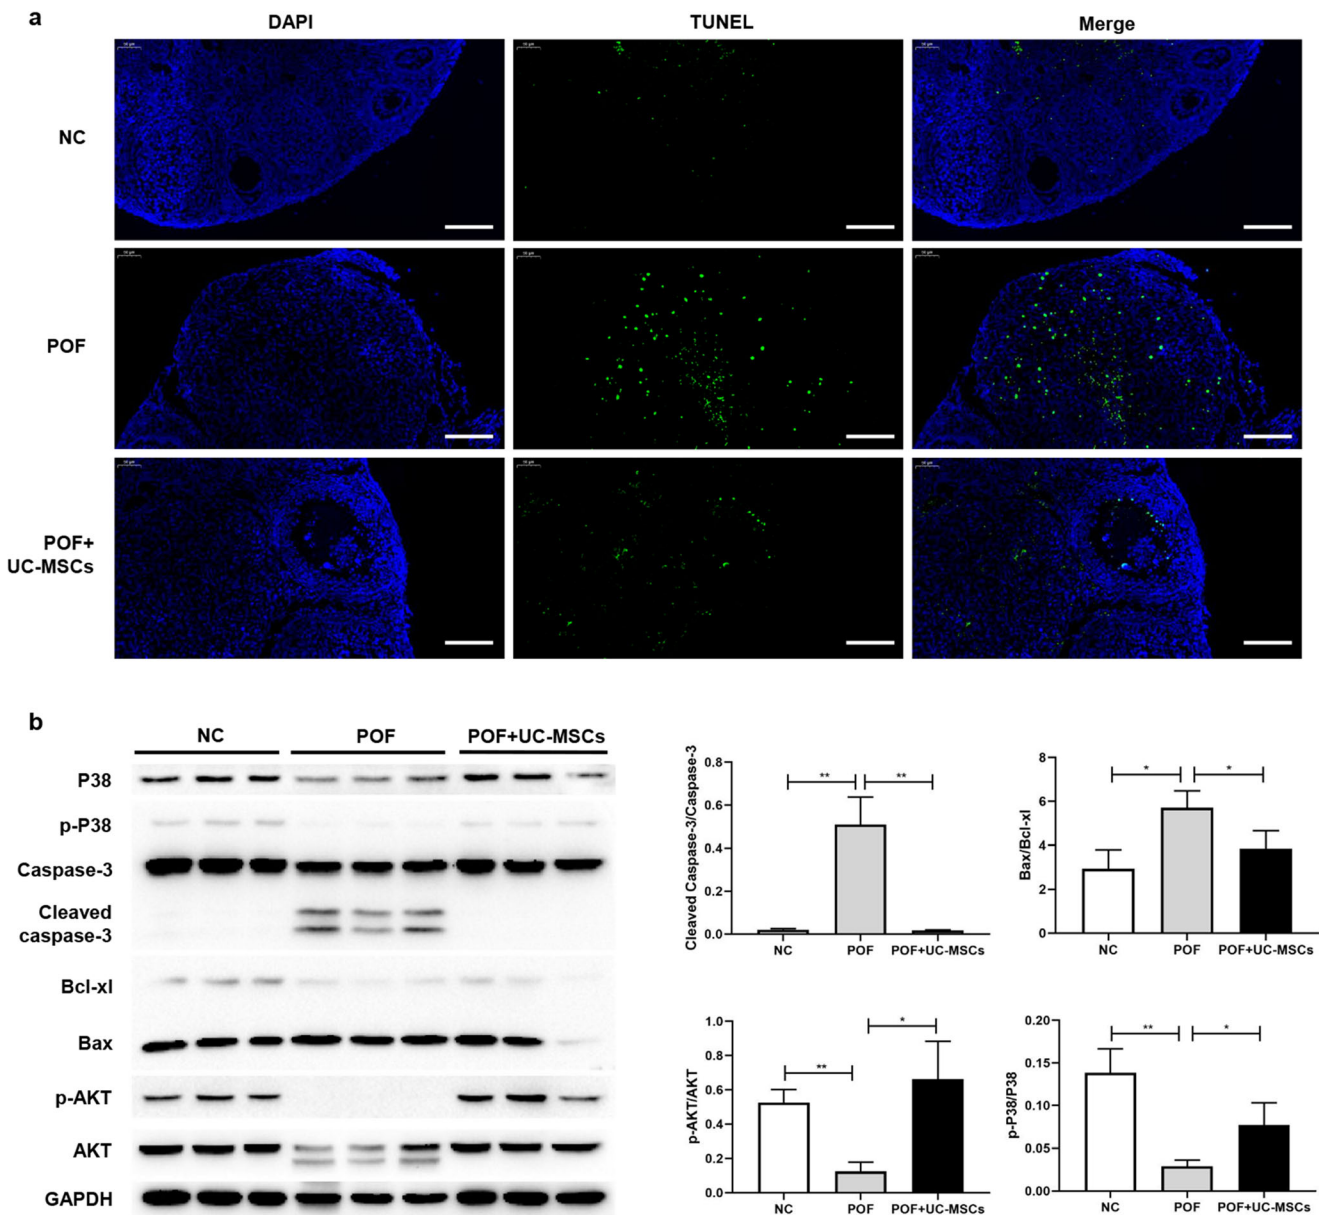 a
DAPI TUNEL Merge
NC
POF
POF+
UC-MSCs
b
NC POF POF+UC-MSCs
P38
p-P38
Caspase-3
Cleaved
caspase-3
Bcl-xl
Bax
p-AKT
AKT
GAPDH
Cleaved Caspase-3/Caspase-3
0.8
0.6
0.4
0.2
0.0
** **
NC POF POF+UC-MSCs
Bax/Bcl-xl
8
6
4
2
0
* *
NC POF POF+UC-MSCs
p-AKT/AKT
1.0
0.8
0.6
0.4
0.2
0.0
** *
NC POF POF+UC-MSCs
p-P38/P38
0.20
0.15
0.10
0.05
0.00
** *
NC POF POF+UC-MSCs